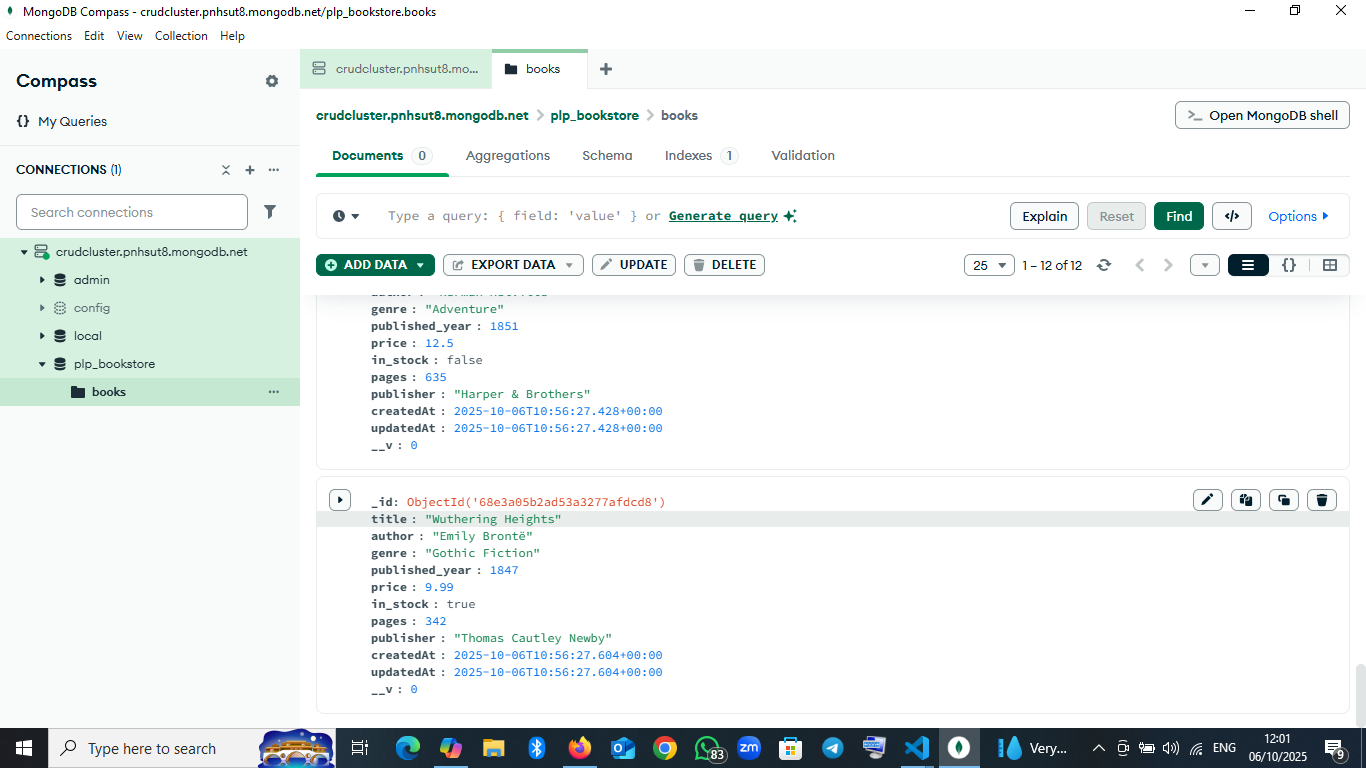 MongoDB Compass - crudcluster.pnhsut8.mongodb.net/plp_bookstore.books
Connections Edit View Collection Help
Compass
{} My Queries
CONNECTIONS (1)
Search connections
crudcluster.pnhsut8.mongodb.net
admin
config
local
plp_bookstore
books
crudcluster.pnhsut8.mo...
books
crudcluster.pnhsut8.mongodb.net > plp_bookstore > books
>_ Open MongoDB shell
Documents 0 Aggregations Schema Indexes 1 Validation
Type a query: { field: 'value' } or Generate query
Explain Reset Find </> Options
ADD DATA EXPORT DATA UPDATE DELETE
25 1 – 12 of 12 {}
genre : "Adventure"
published_year : 1851
price : 12.5
in_stock : false
pages : 635
publisher : "Harper & Brothers"
createdAt : 2025-10-06T10:56:27.428+00:00
updatedAt : 2025-10-06T10:56:27.428+00:00
__v : 0
_id: ObjectId('68e3a05b2ad53a3277afdcd8')
title : "Wuthering Heights"
author : "Emily Brontë"
genre : "Gothic Fiction"
published_year : 1847
price : 9.99
in_stock : true
pages : 342
publisher : "Thomas Cautley Newby"
createdAt : 2025-10-06T10:56:27.604+00:00
updatedAt : 2025-10-06T10:56:27.604+00:00
__v : 0
Type here to search
83
zm
Very...
ENG
12:01
06/10/2025
9